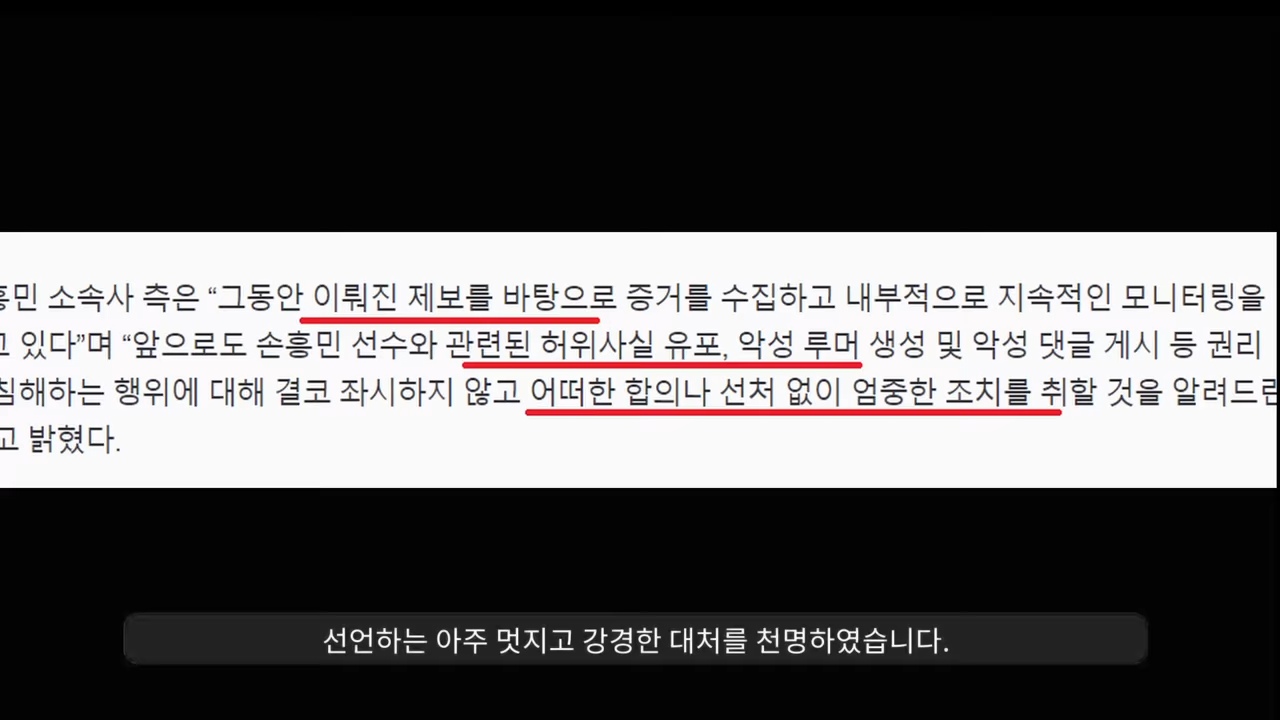 흥민 소속사 측은 “그동안 이뤄진 제보를 바탕으로 증거를 수집하고 내부적으로 지속적인 모니터링을
고 있다”며 “앞으로도 손흥민 선수와 관련된 허위사실 유포, 악성 루머 생성 및 악성 댓글 게시 등 권리
침해하는 행위에 대해 결코 좌시하지 않고 어떠한 합의나 선처 없이 엄중한 조치를 취할 것을 알려드린
고 밝혔다.
선언하는 아주 멋지고 강경한 대처를 천명하였습니다.